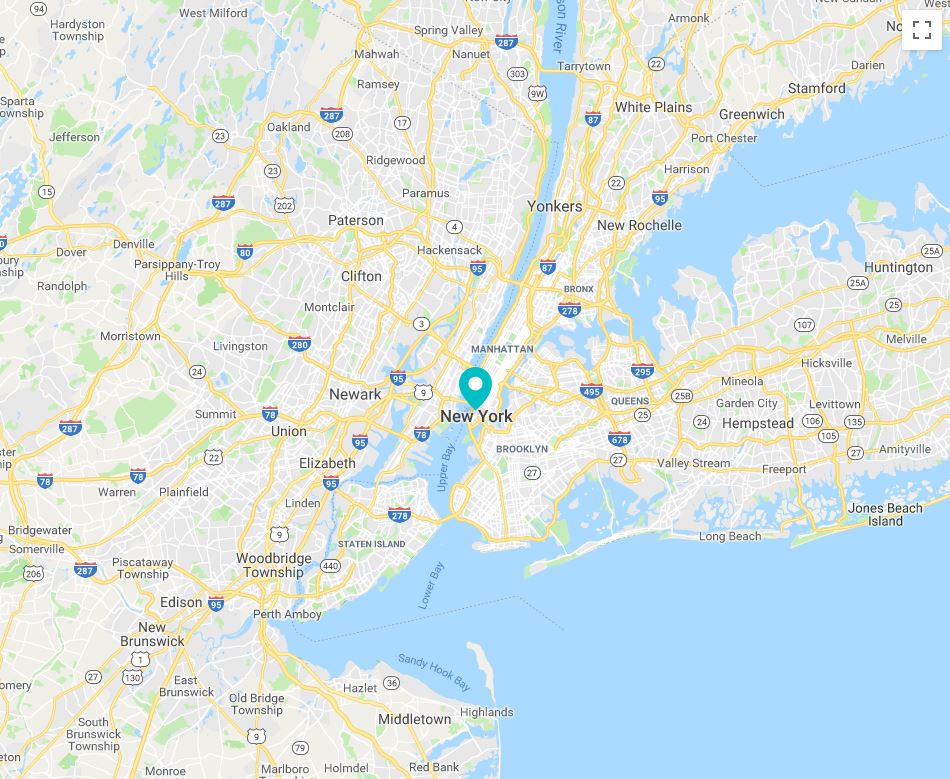 94
West Milford
Hardyston
Township
Spring Valley
287
Nanuet
Mahwah
Armonk
22
Tarrytown
Darien
303
9W
Ramsey
Stamford
Sparta
White Plains
Greenwich
287
87
17
Oakland
208
23
Jefferson
Port Chester
Ridgewood
Harrison
23
22
15
Paramus
95
202
287
Yonkers
Paterson
4
New Rochelle
Denville
Dover
80
Hackensack
25A
Parsippany-Troy
Hills
95
87
Huntington
Clifton
Randolph
BRONX
25A
Montclair
278
25
3
107
Morristown
280
Livingston
MANHATTAN
Melville
Hicksville
24
95
295
Mineola
Newark
9
495
25B
QUEENS
Garden City
Levittown
Summit
78
New York
25
24
Hempstead
106
135
287
Union
78
95
678
105
BROOKLYN
Amityville
22
Elizabeth
27
27
27
Valley Stream
Freeport
Upper Bay
78
78
95
Warren
Plainfield
Linden
278
Jones Beach
Island
Bridgewater
9
Long Beach
Somerville
STATEN ISLAND
Woodbridge
Township
440
206
287
Piscataway
Township
Lower Bay
Edison
95
Perth Amboy
New
Brunswick
1
27
130
Sandy Hook Bay
East
Brunswick
36
Hazlet
Old Bridge
Township
Middletown
Highlands
South
Brunswick
Township
9
79
Monroe
Marlboro
Holmdel
Red Bank